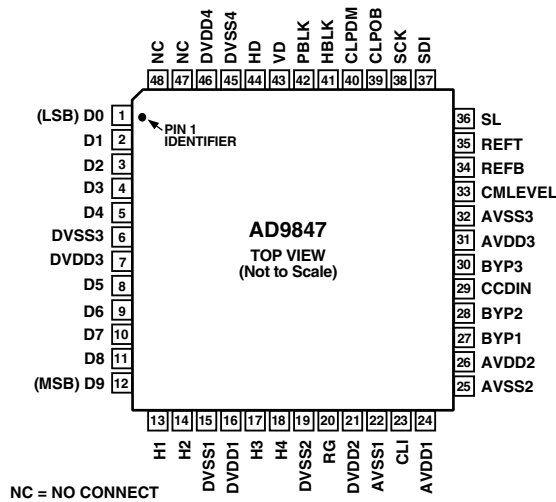 NC
NC
DVDD4
DVSS4
HD
VD
PBLK
HBLK
CLPDM
CLPOB
SCK
SDI
48 47 46 45 44 43 42 41 40 39 38 37
(LSB) D0 1
D1 2
D2 3
D3 4
D4 5
DVSS3 6
DVDD3 7
D5 8
D6 9
D7 10
D8 11
(MSB) D9 12
PIN 1
IDENTIFIER
AD9847
TOP VIEW
(Not to Scale)
36 SL
35 REFT
34 REFB
33 CMLEVEL
32 AVSS3
31 AVDD3
30 BYP3
29 CCDIN
28 BYP2
27 BYP1
26 AVDD2
25 AVSS2
13 14 15 16 17 18 19 20 21 22 23 24
H1
H2
DVSS1
DVDD1
H3
H4
DVSS2
RG
DVDD2
AVSS1
CLI
AVDD1
NC = NO CONNECT